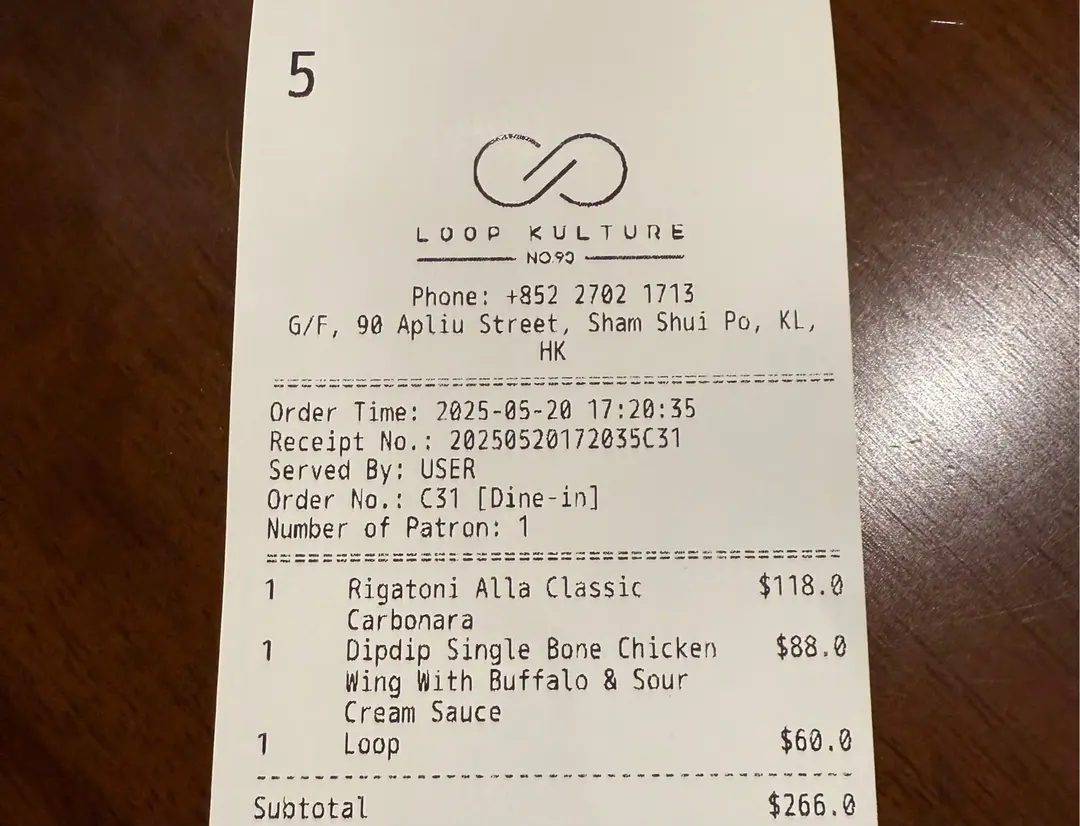 5
LOOP KULTURE
NO.90
Phone: +852 2702 1713
G/F, 90 Apliu Street, Sham Shui Po, KL,
HK
Order Time: 2025-05-20 17:20:35
Receipt No.: 20250520172035C31
Served By: USER
Order No.: C31 [Dine-in]
Number of Patron: 1
1 Rigatoni Alla Classic $118.0
Carbonara
1 Dipdip Single Bone Chicken $88.0
Wing With Buffalo & Sour
Cream Sauce
1 Loop $60.0
Subtotal $266.0